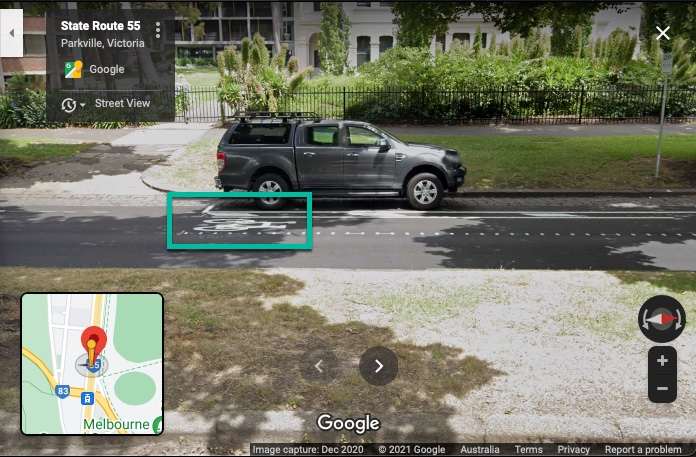 State Route 55
Parkville, Victoria
Google
Street View
83
Melbourne
Google
Image capture: Dec 2020 © 2021 Google Australia Terms Privacy Report a problem